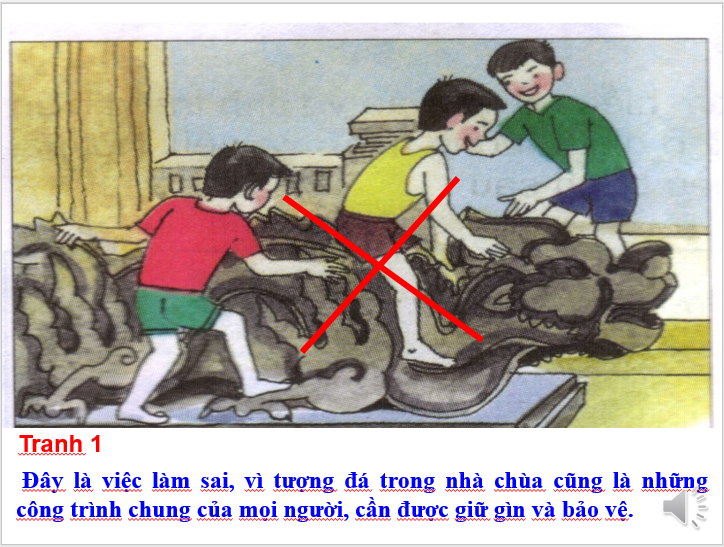 Tranh 1
Đây là việc làm sai, vì tượng đá trong nhà chùa cũng là những
công trình chung của mọi người, cần được giữ gìn và bảo vệ.